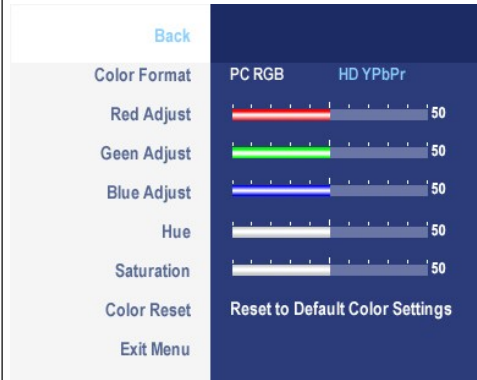 Back
Color Format PC RGB HD YPbPr
Red Adjust 50
Geen Adjust 50
Blue Adjust 50
Hue 50
Saturation 50
Color Reset Reset to Default Color Settings
Exit Menu